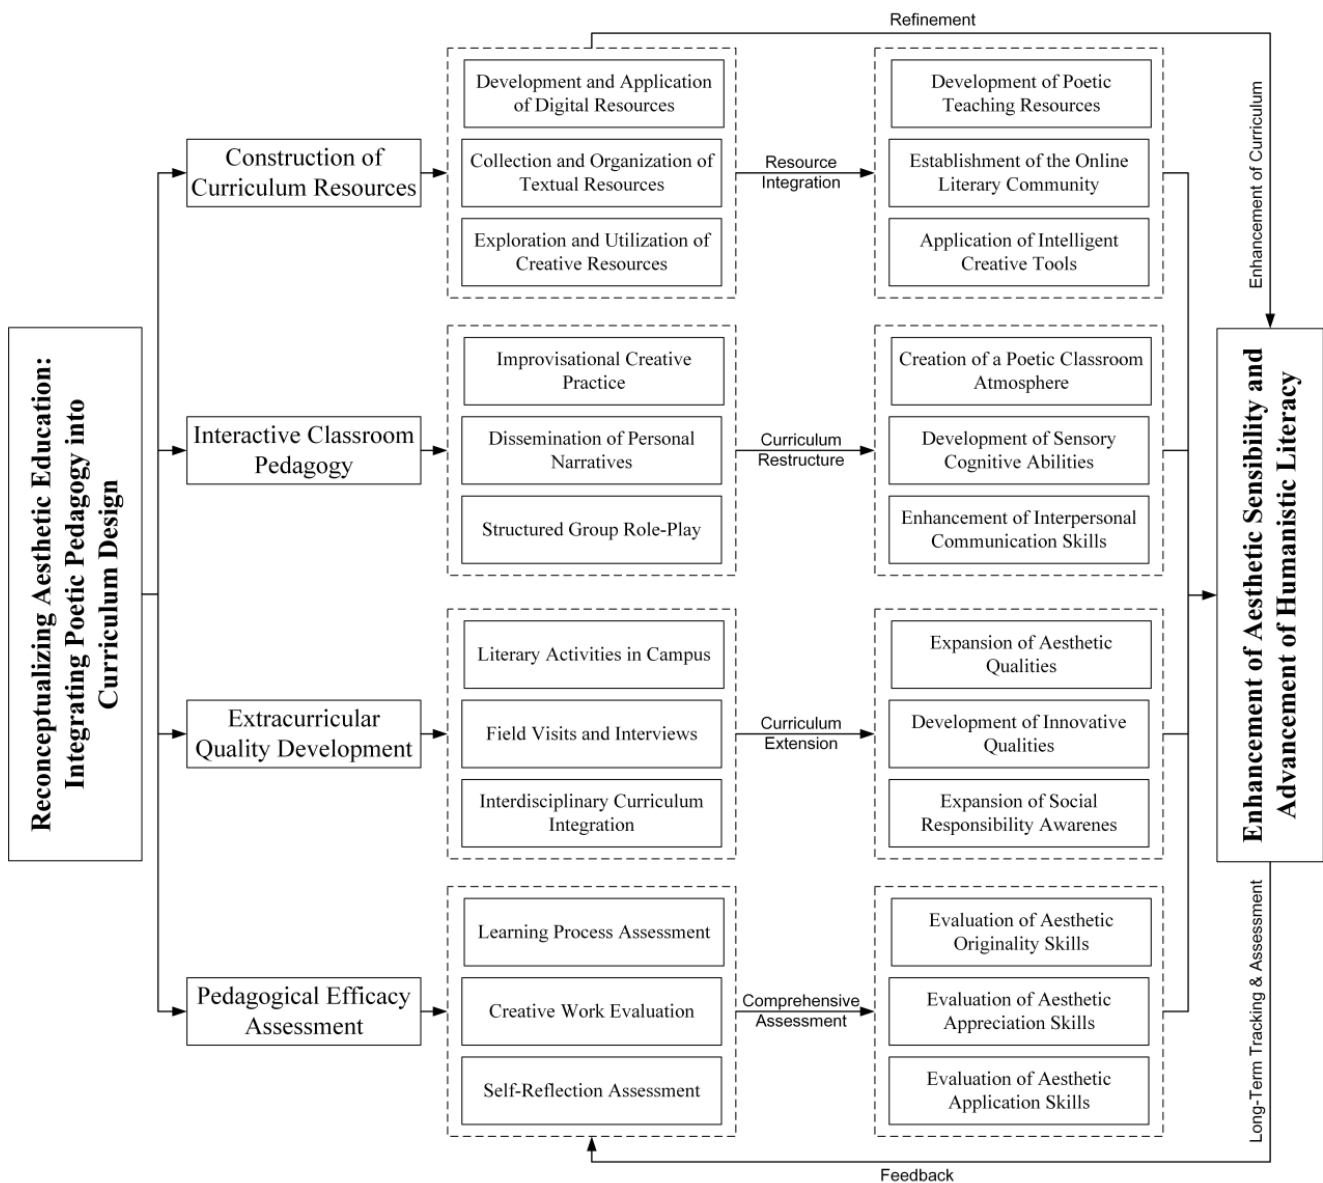 Refinement
Reconceptualizing Aesthetic Education:
Integrating Poetic Pedagogy into
Curriculum Design
Construction of
Curriculum Resources
Development and Application
of Digital Resources
Collection and Organization of
Textual Resources
Exploration and Utilization of
Creative Resources
Resource
Integration
Development of Poetic
Teaching Resources
Establishment of the Online
Literary Community
Application of Intelligent
Creative Tools
Enhancement of Curriculum
Interactive Classroom
Pedagogy
Improvisational Creative
Practice
Dissemination of Personal
Narratives
Structured Group Role-Play
Curriculum
Restructure
Creation of a Poetic Classroom
Atmosphere
Development of Sensory
Cognitive Abilities
Enhancement of Interpersonal
Communication Skills
Extracurricular
Quality Development
Literary Activities in Campus
Field Visits and Interviews
Interdisciplinary Curriculum
Integration
Curriculum
Extension
Expansion of Aesthetic
Qualities
Development of Innovative
Qualities
Expansion of Social
Responsibility Awarenes
Pedagogical Efficacy
Assessment
Learning Process Assessment
Creative Work Evaluation
Self-Reflection Assessment
Comprehensive
Assessment
Evaluation of Aesthetic
Originality Skills
Evaluation of Aesthetic
Appreciation Skills
Evaluation of Aesthetic
Application Skills
Enhancement of Aesthetic Sensibility and
Advancement of Humanistic Literacy
Long-Term Tracking & Assessment
Feedback